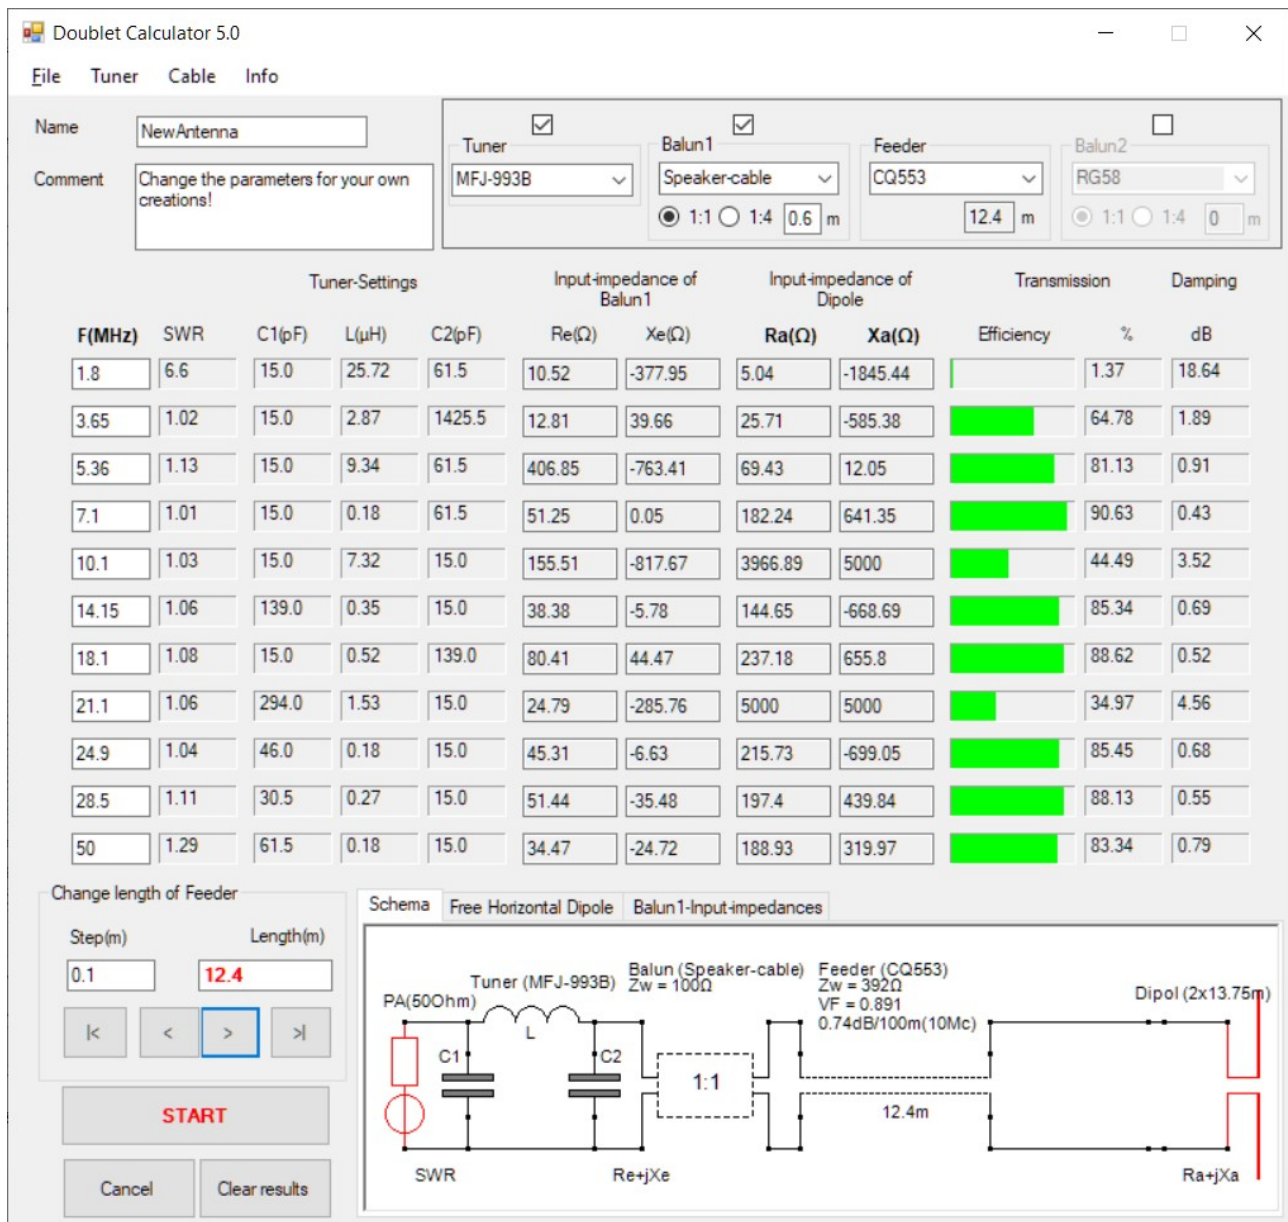 Doublet Calculator 5.0
File Tuner Cable Info
Name NewAntenna
Comment Change the parameters for your own
creations!
Tuner Balun1 Feeder Balun2
MFJ-993B Speaker-cable CQ553 RG58
1:1 1:4 0.6 m 12.4 m 1:1 1:4 0 m
Tuner-Settings Input-impedance of Input-impedance of Transmission Damping
Balun1 Dipole
F(MHz) SWR C1(pF) L(µH) C2(pF) Re(Ω) Xe(Ω) Ra(Ω) Xa(Ω) Efficiency % dB
1.8 6.6 15.0 25.72 61.5 10.52 -377.95 5.04 -1845.44 1.37 18.64
3.65 1.02 15.0 2.87 1425.5 12.81 39.66 25.71 -585.38 64.78 1.89
5.36 1.13 15.0 9.34 61.5 406.85 -763.41 69.43 12.05 81.13 0.91
7.1 1.01 15.0 0.18 61.5 51.25 0.05 182.24 641.35 90.63 0.43
10.1 1.03 15.0 7.32 15.0 155.51 -817.67 3966.89 5000 44.49 3.52
14.15 1.06 139.0 0.35 15.0 38.38 -5.78 144.65 -668.69 85.34 0.69
18.1 1.08 15.0 0.52 139.0 80.41 44.47 237.18 655.8 88.62 0.52
21.1 1.06 294.0 1.53 15.0 24.79 -285.76 5000 5000 34.97 4.56
24.9 1.04 46.0 0.18 15.0 45.31 -6.63 215.73 -699.05 85.45 0.68
28.5 1.11 30.5 0.27 15.0 51.44 -35.48 197.4 439.84 88.13 0.55
50 1.29 61.5 0.18 15.0 34.47 -24.72 188.93 319.97 83.34 0.79
Change length of Feeder
Step(m) Length(m)
0.1 12.4
|< < > >|
START
Cancel Clear results
Schema Free Horizontal Dipole Balun1-Input-impedances
PA(50Ohm)
Tuner (MFJ-993B)
L
C1 C2
Balun (Speaker-cable)
Zw = 100Ω
1:1
Feeder (CQ553)
Zw = 392Ω
VF = 0.891
0.74dB/100m(10Mc)
12.4m
Dipol (2x13.75m)
SWR Re+jXe Ra+jXa